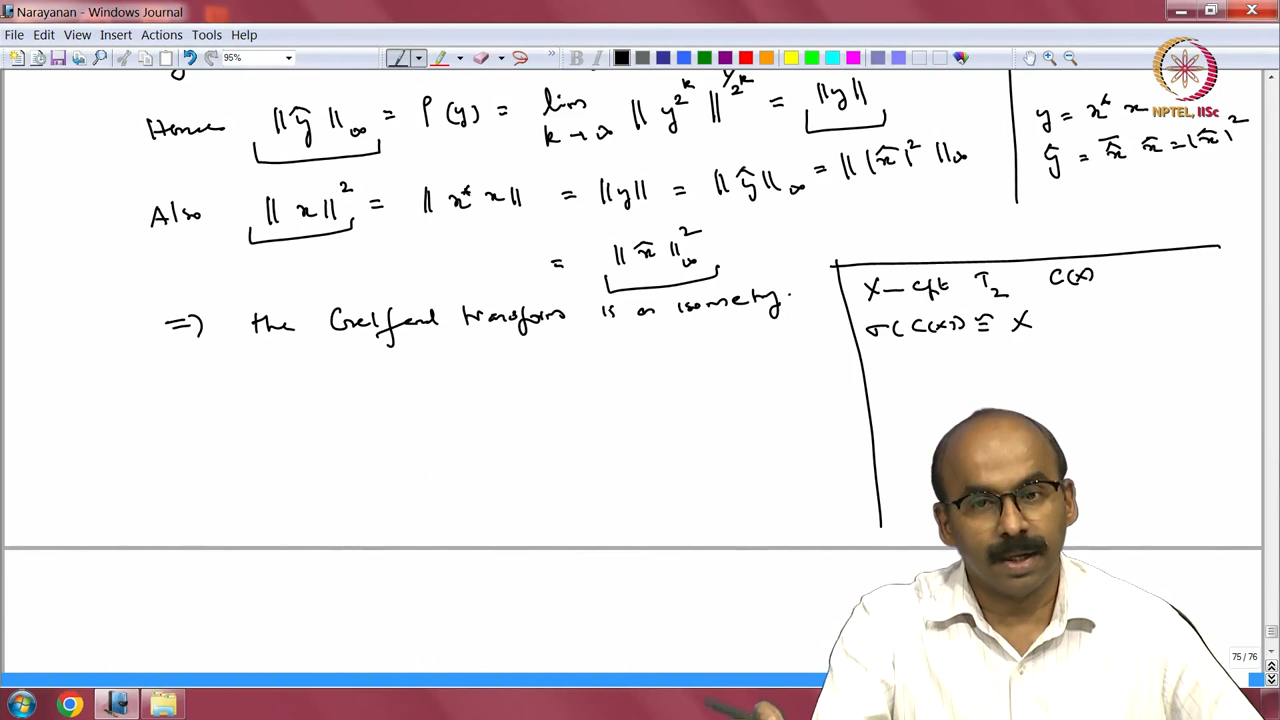 Narayanan - Windows Journal
File Edit View Insert Actions Tools Help
95%
B I
NPTEL, IISc
Hence ‖ŷ‖∞ = ρ(y) = lim k→∞ ‖y^{2^k}‖^{1/2^k} = ‖y‖
y = x* x
ŷ = \overline{x̂} x̂ = |x̂|²
Also ‖x‖² = ‖x* x‖ = ‖y‖ = ‖ŷ‖∞ = ‖|x̂|²‖∞
= ‖x̂‖²∞
⇒ the Gelfand transform is a isometry.
X – cpt T₂ C(X)
σ(C(X)) ≅ X
75 / 76